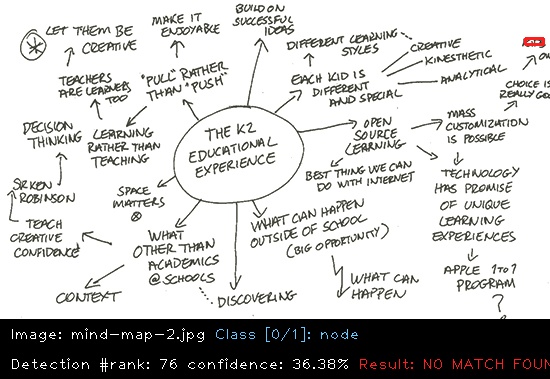 LET THEM BE
CREATIVE
MAKE IT
ENJOYABLE
BUILD ON
SUCCESSFUL
IDEAS
DIFFERENT LEARNING
STYLES
CREATIVE
KINESTHETIC
ANALYTICAL
EACH KID IS
DIFFERENT
AND SPECIAL
TEACHERS
ARE LEARNERS
TOO
"PULL" RATHER
THAN "PUSH"
CHOICE IS
REALLY
DECISION
THINKING
LEARNING
RATHER THAN
TEACHING
THE K2
EDUCATIONAL
EXPERIENCE
OPEN
SOURCE
LEARNING
MASS
CUSTOMIZATION
IS POSSIBLE
BEST THING WE CAN
DO WITH INTERNET
SIR KEN
ROBINSON
SPACE
MATTERS
TECHNOLOGY
HAS PROMISE
OF UNIQUE
LEARNING
EXPERIENCES
TEACH
CREATIVE
CONFIDENCE
WHAT
OTHER THAN
ACADEMICS
@ SCHOOLS
WHAT CAN HAPPEN
OUTSIDE OF SCHOOL
(BIG OPPORTUNITY)
CONTEXT
DISCOVERING
WHAT CAN
HAPPEN
APPLE 1 TO 1
PROGRAM
?
Image: mind-map-2.jpg Class [0/1]: node
Detection #rank: 76 confidence: 36.38% Result: NO MATCH FOUN